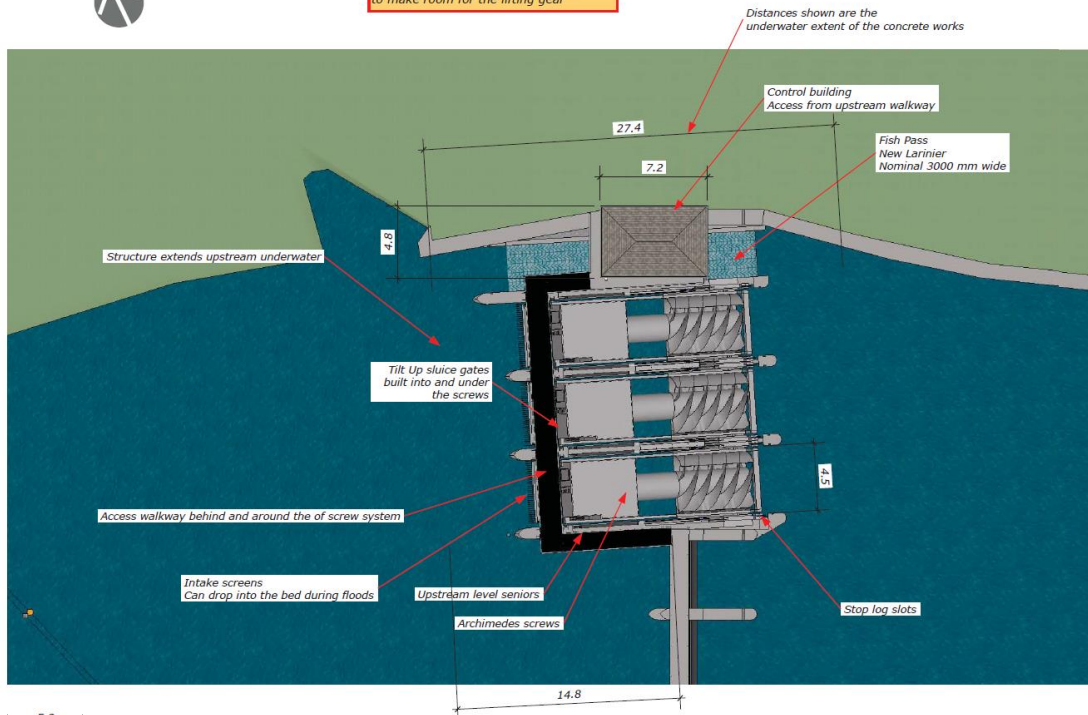 to make room for the lifting gear
Distances shown are the
underwater extent of the concrete works
Control building
Access from upstream walkway
27.4
Fish Pass
New Larinier
Nominal 3000 mm wide
7.2
4.8
Structure extends upstream underwater
Tilt Up sluice gates
built into and under
the screws
4.5
Access walkway behind and around the of screw system
Intake screens
Can drop into the bed during floods
Upstream level seniors
Archimedes screws
Stop log slots
14.8